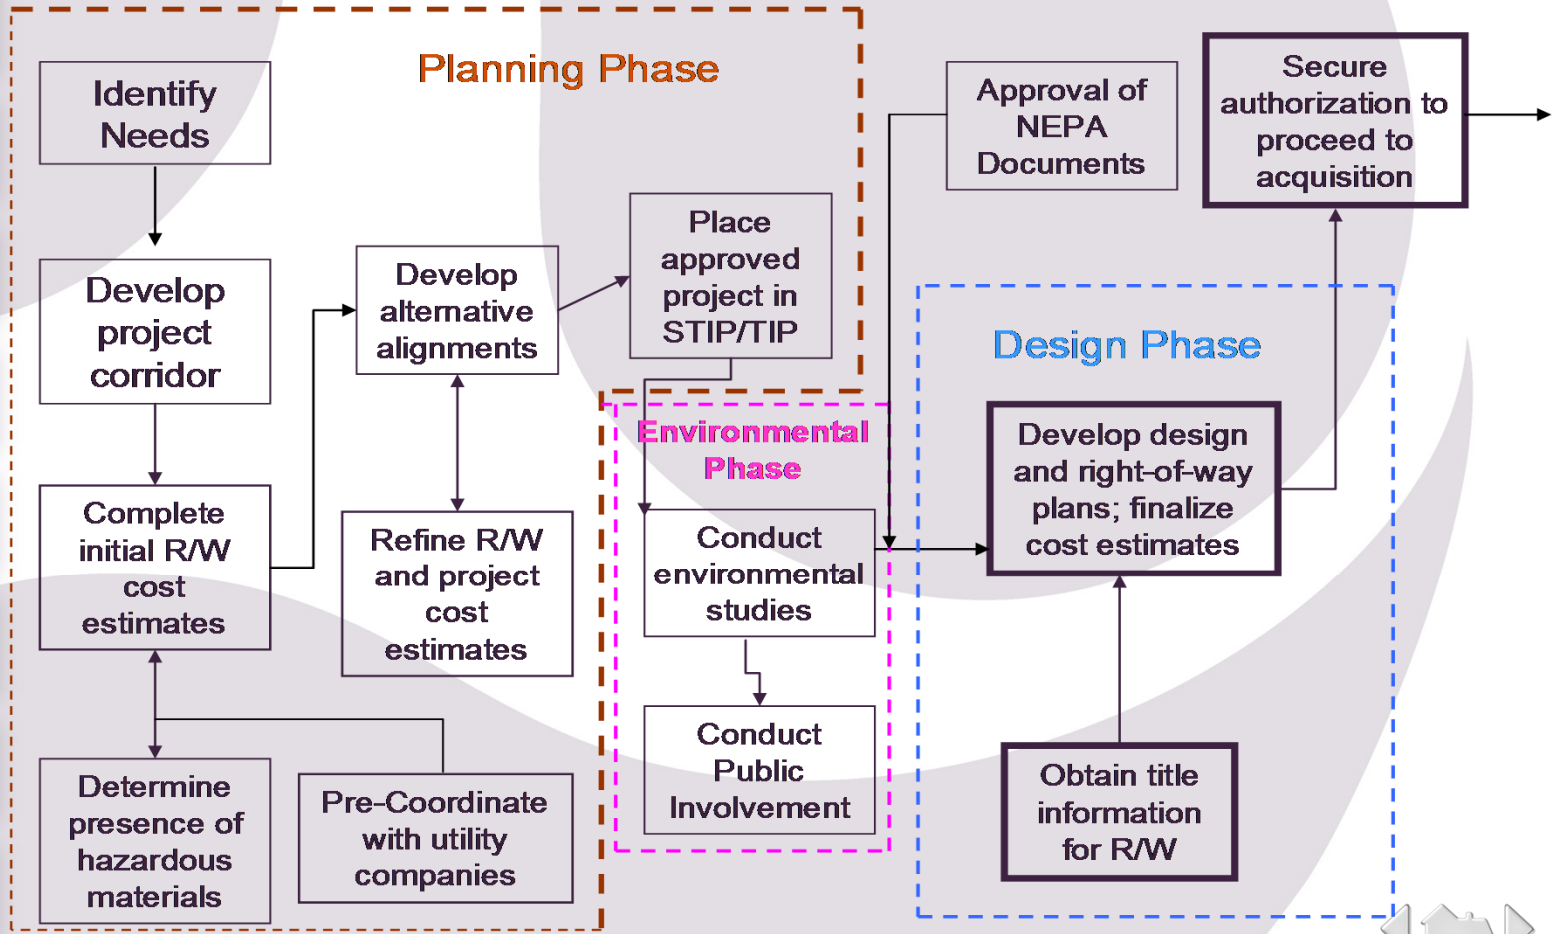 Planning Phase
Identify
Needs
Develop
project
corridor
Complete
initial R/W
cost
estimates
Determine
presence of
hazardous
materials
Pre-Coordinate
with utility
companies
Develop
alternative
alignments
Refine R/W
and project
cost
estimates
Place
approved
project in
STIP/TIP
Environmental
Phase
Conduct
environmental
studies
Conduct
Public
Involvement
Approval of
NEPA
Documents
Design Phase
Develop design
and right-of-way
plans; finalize
cost estimates
Obtain title
information
for R/W
Secure
authorization to
proceed to
acquisition